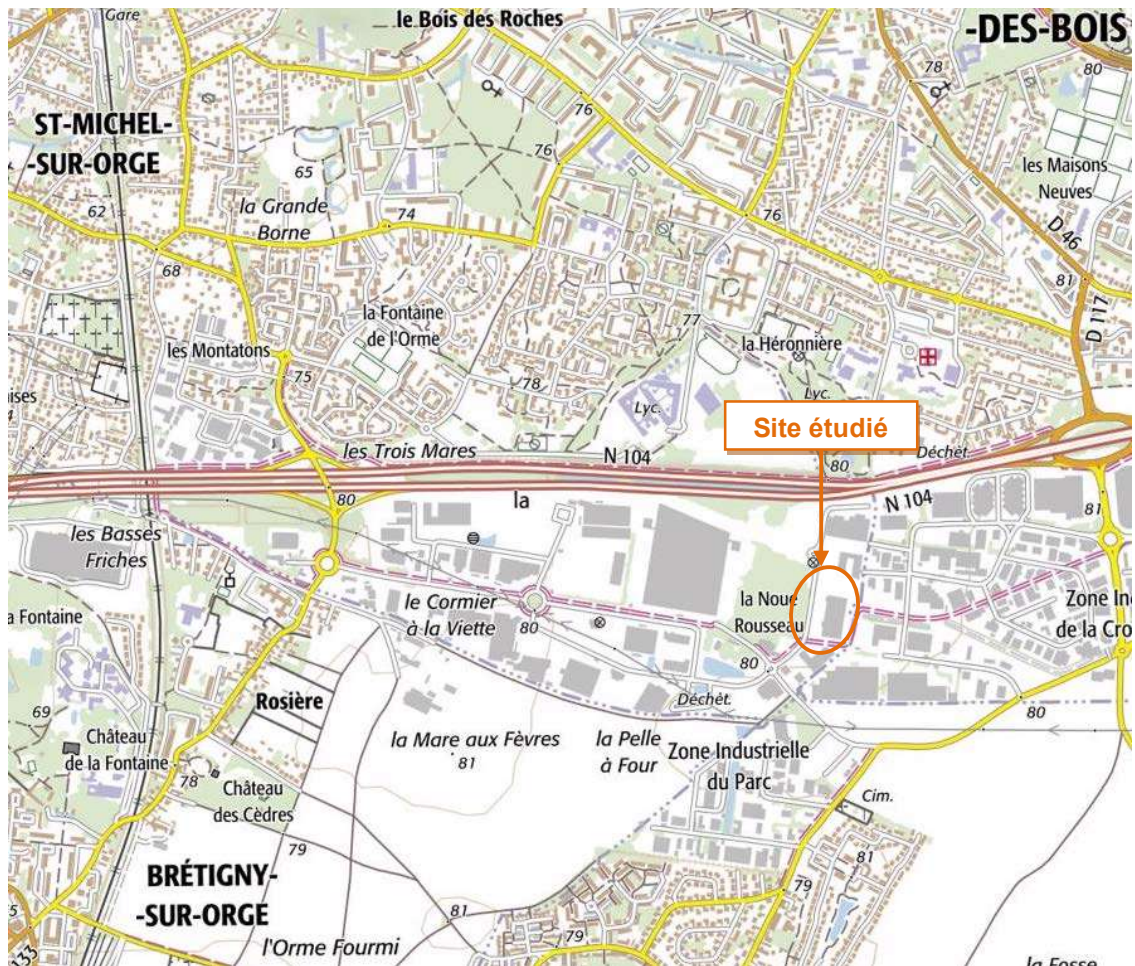 Gare
le Bois des Roches
-DES-BOIS
78
80
76
ST-MICHEL-
-SUR-ORGE
76
65
les Maisons
Neuves
62
la Grande
Borne
74
76
D 46
68
81
D 117
la Fontaine
de l'Orme
77
les Montatons
la Héronnière
75
78
Lyc.
Lyc.
Site étudié
les Trois Mares
N 104
80
Déchèt.
80
la
N 104
81
les Basses
Friches
la Noue
Rousseau
le Cormier
à la Viette
80
Zone In
de la Cro
a Fontaine
80
Rosière
Déchèt.
80
69
Château
de la Fontaine
la Mare aux Fèvres
81
la Pelle
à Four
Zone Industrielle
du Parc
78
Château
des Cèdres
Cim.
79
81
BRÉTIGNY-
-SUR-ORGE
79
81
79
l'Orme Fourmi
la Fosse